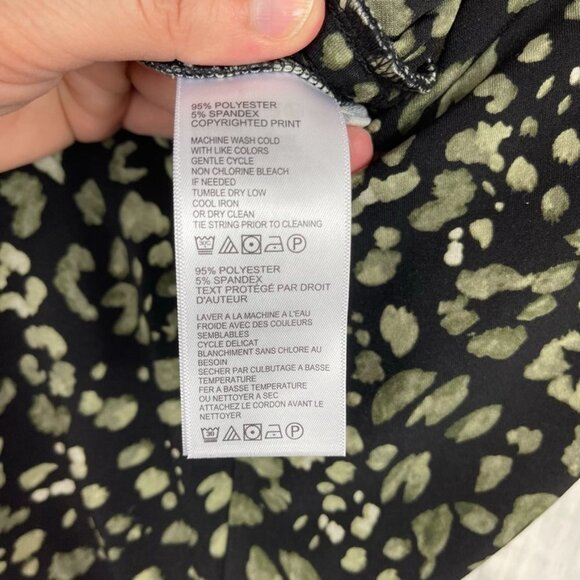 95% POLYESTER
5% SPANDEX
COPYRIGHTED PRINT
MACHINE WASH COLD
WITH LIKE COLORS
GENTLE CYCLE
NON CHLORINE BLEACH
IF NEEDED
TUMBLE DRY LOW
COOL IRON
OR DRY CLEAN
TIE STRING PRIOR TO CLEANING
30C P
95% POLYESTER
5% SPANDEX
TEXT PROTÉGÉ PAR DROIT
D'AUTEUR
LAVER A LA MACHINE A L'EAU
FROIDE AVEC DES COULEURS
SEMBLABLES
CYCLE DELICAT
BLANCHIMENT SANS CHLORE AU
BESOIN
SÉCHER PAR CULBUTAGE A BASSE
TEMPERATURE
FER A BASSE TEMPERATURE
OU NETTOYER A SEC
ATTACHEZ LE CORDON AVANT LE
NETTOYER
30 P